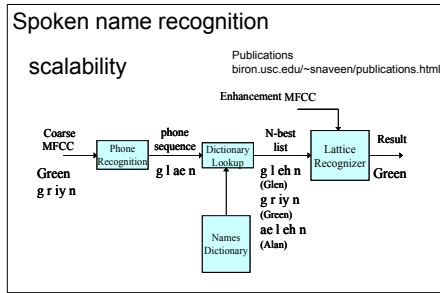 Spoken name recognition
scalability
Publications
biron.usc.edu/~snaveen/publications.html
Enhancement MFCC
Coarse
MFCC
Green
g r iy n
Phone
Recognition
phone
sequence
g l ae n
Dictionary
Lookup
Names
Dictionary
N-best
list
g l eh n
(Glen)
g r iy n
(Green)
ae l eh n
(Alan)
Lattice
Recognizer
Result
Green